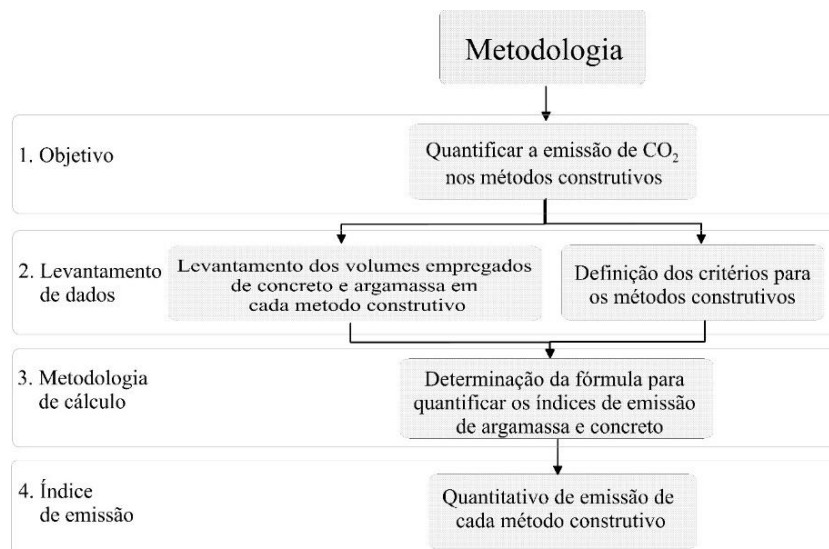 Metodologia
1. Objetivo
Quantificar a emissão de CO₂
nos métodos construtivos
2. Levantamento
de dados
Levantamento dos volumes empregados
de concreto e argamassa em
cada metodo construtivo
Definição dos critérios para
os métodos construtivos
3. Metodologia
de cálculo
Determinação da fórmula para
quantificar os índices de emissão
de argamassa e concreto
4. Índice
de emissão
Quantitativo de emissão de
cada método construtivo